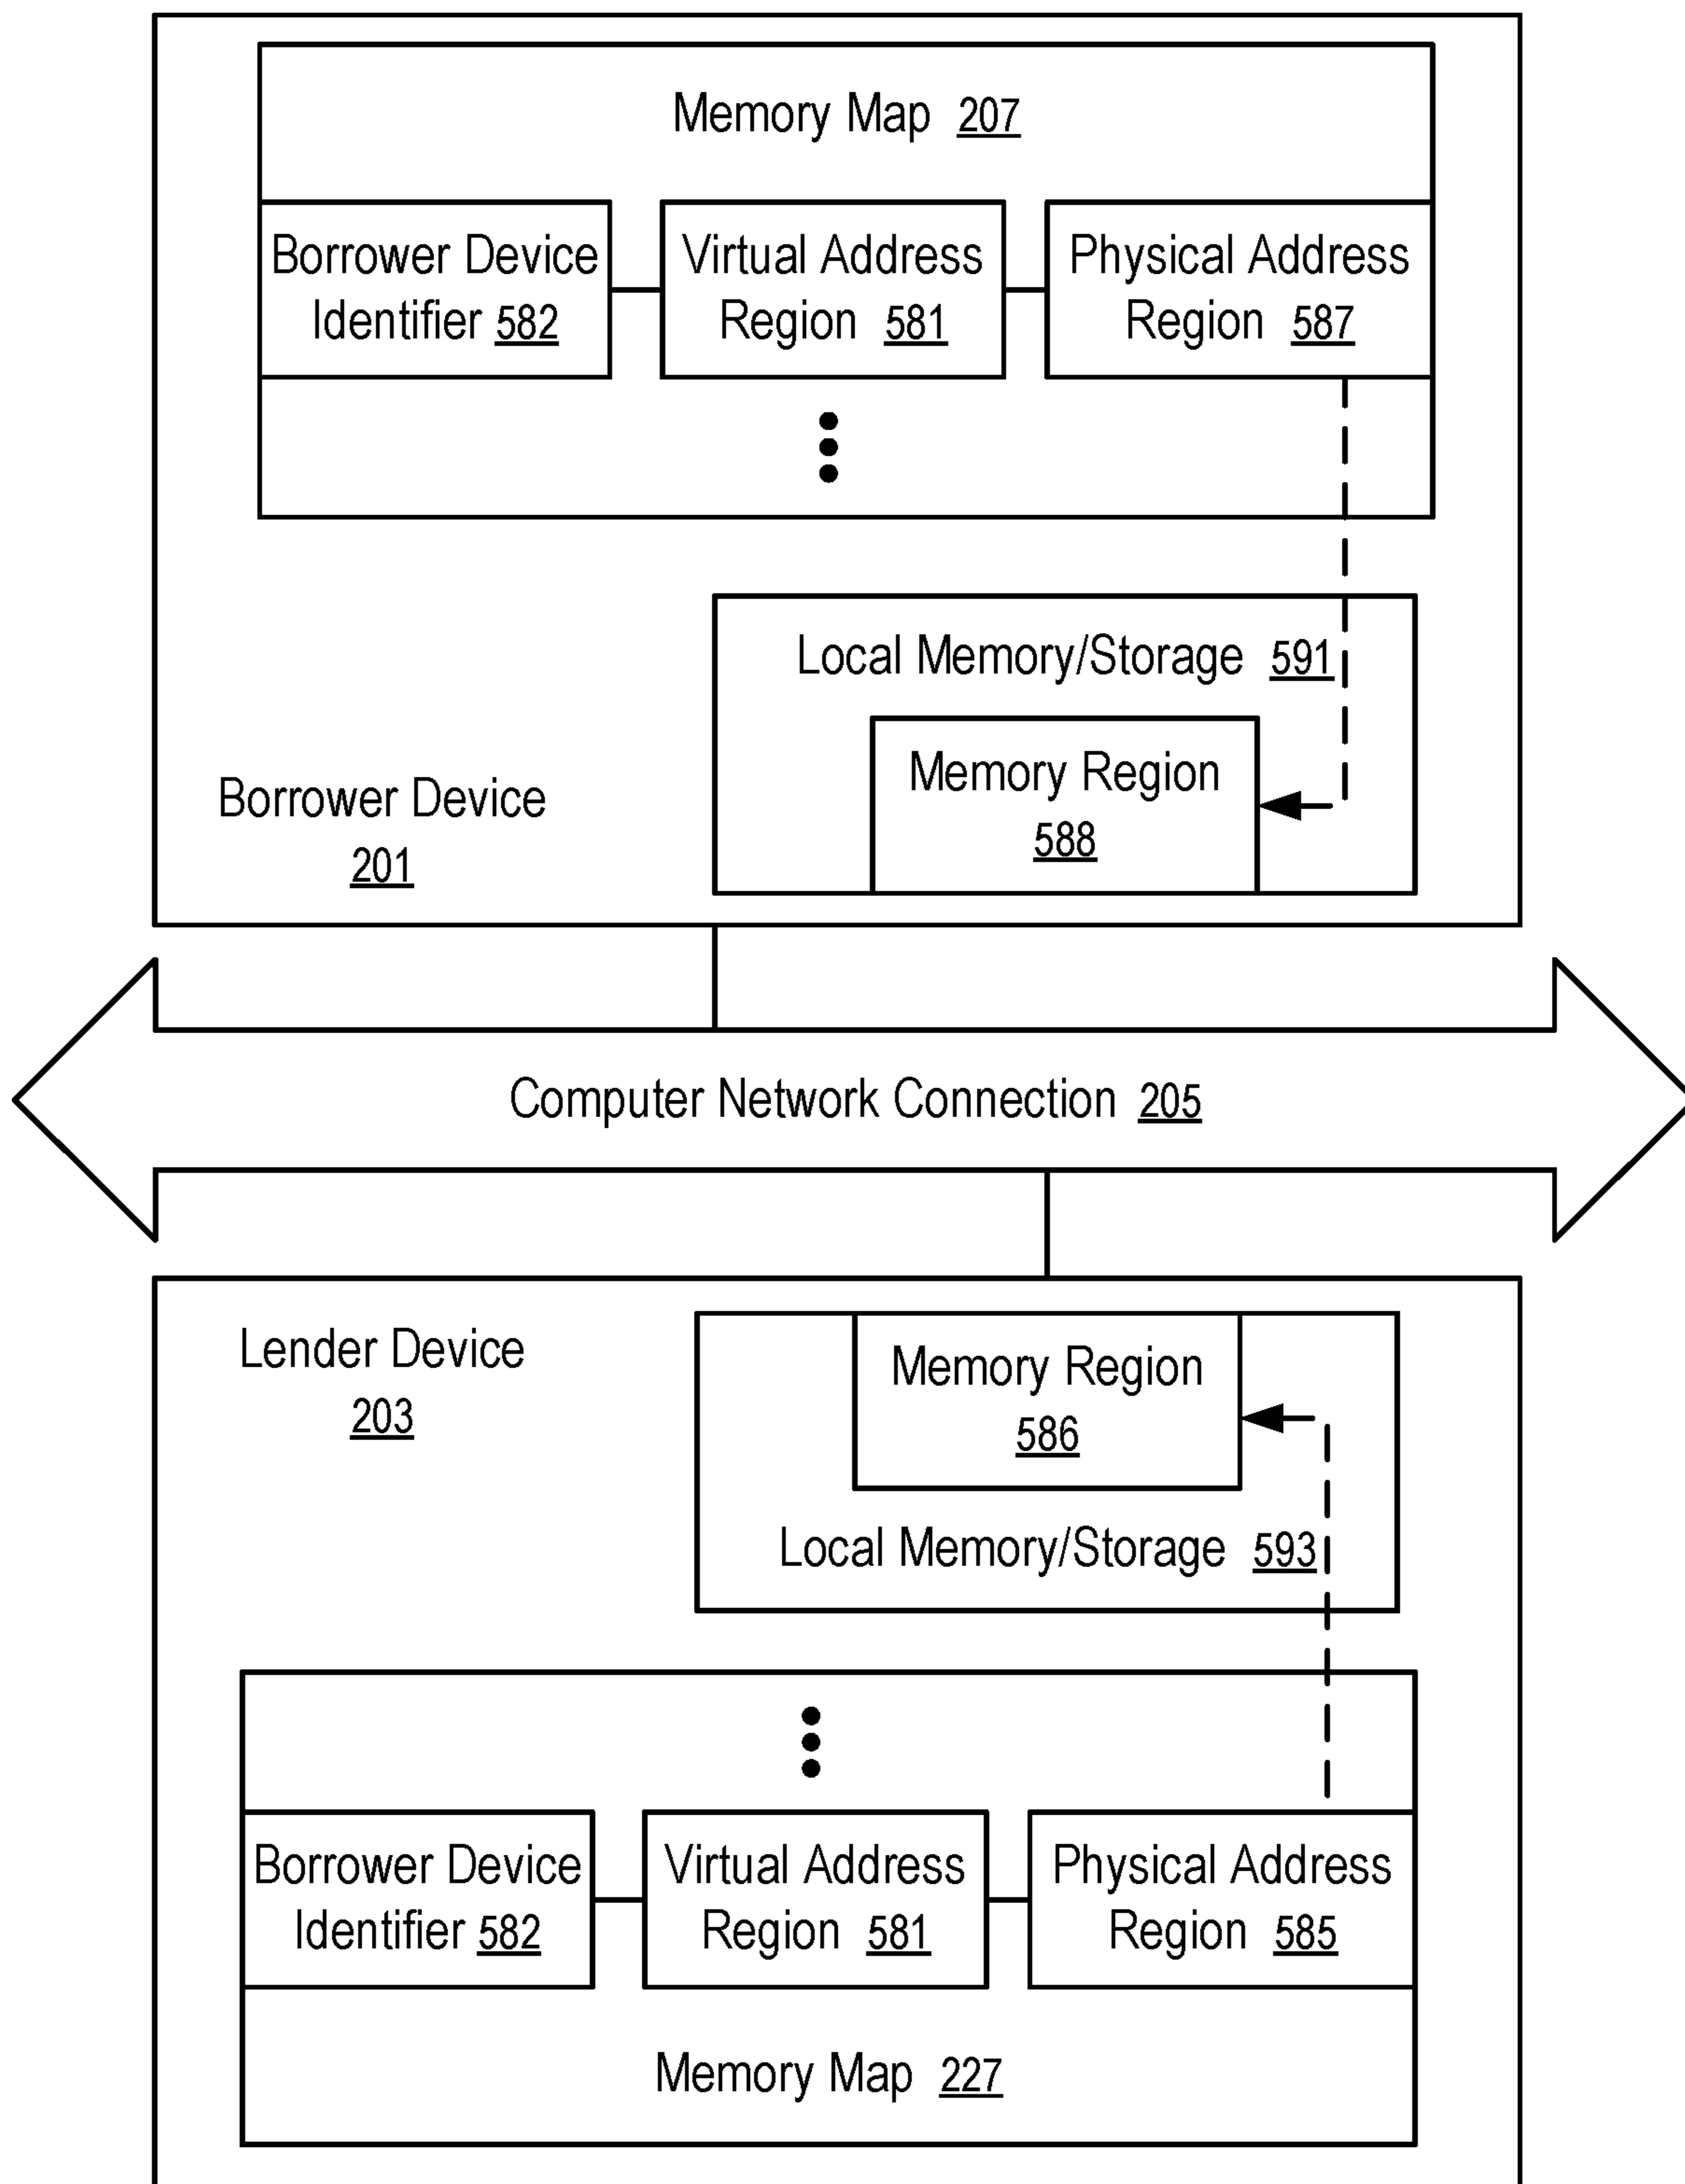 Memory Map 207
Borrower Device
Identifier 582
Virtual Address
Region 581
Physical Address
Region 587
Local Memory/Storage 591
Memory Region
588
Borrower Device
201
Computer Network Connection 205
Lender Device
203
Memory Region
586
Local Memory/Storage 593
Borrower Device
Identifier 582
Virtual Address
Region 581
Physical Address
Region 585
Memory Map 227